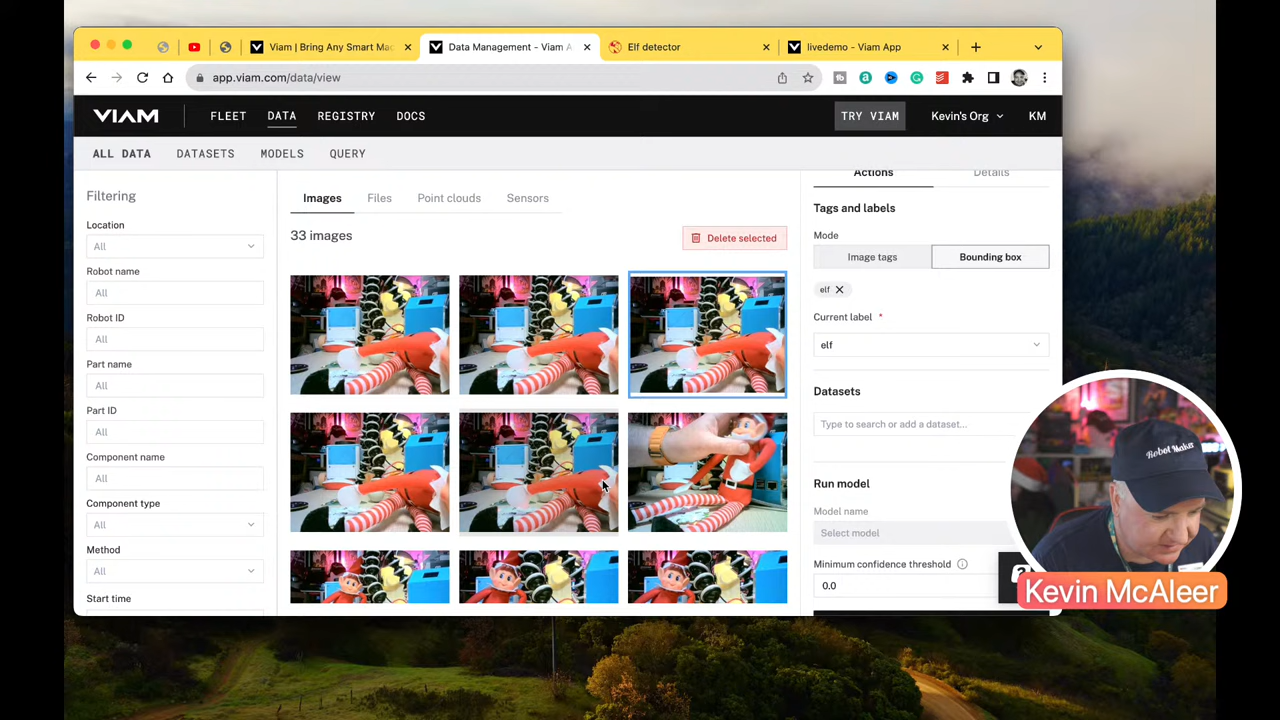 Viam | Bring Any Smart Ma
Data Management - Viam A
Elf detector
livedemo - Viam App
app.viam.com/data/view
VIAM
FLEET
DATA
REGISTRY
DOCS
TRY VIAM
Kevin's Org
KM
ALL DATA
DATASETS
MODELS
QUERY
Filtering
Location
All
Robot name
All
Robot ID
All
Part name
All
Part ID
All
Component name
All
Component type
All
Method
All
Start time
Images
Files
Point clouds
Sensors
33 images
Delete selected
Actions
Details
Tags and labels
Mode
Image tags
Bounding box
elf
Current label *
elf
Datasets
Type to search or add a dataset...
Run model
Model name
Select model
Minimum confidence threshold
0.0
Robot Maker
Kevin McAleer